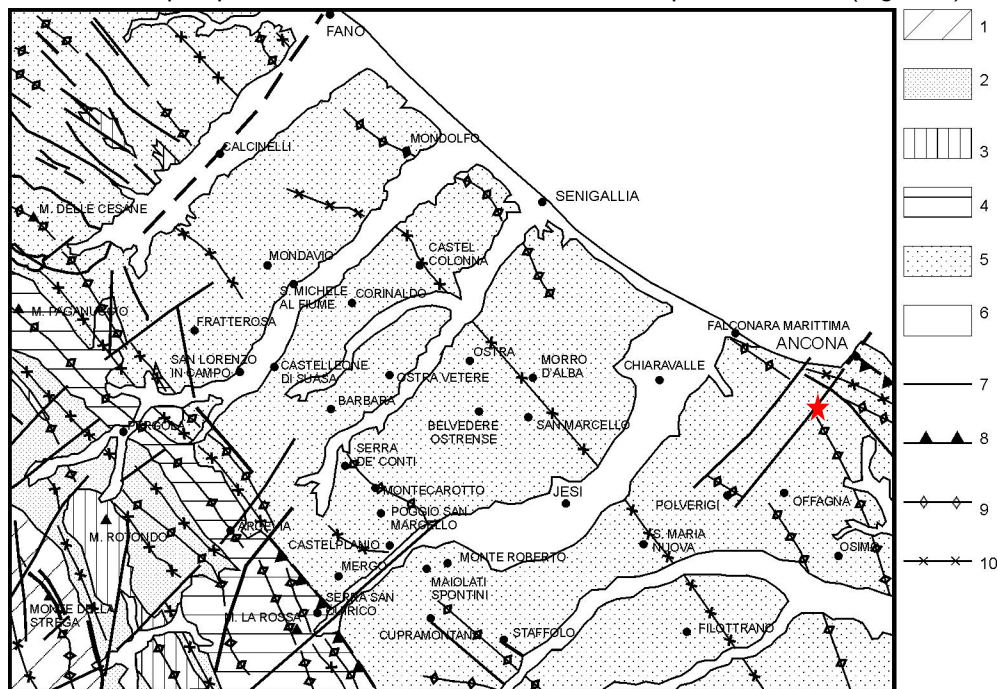 FANO
1
2
CALCINELLI
MONDOLFO
3
SENIGALLIA
M. DELLE CESANE
4
MONDAVIO
CASTEL
COLONNA
5
S. MICHELE
AL FIUME
CORINALDO
M. PAGANUCCIO
FRATTEROSA
6
FALCONARA MARITTIMA
ANCONA
SAN LORENZO
IN CAMPO
CASTELLEONE
DI SUASA
OSTRA
OSTRA VETERE
MORRO
D'ALBA
CHIARAVALLE
7
BARBARA
BELVEDERE
OSTRENSE
SAN MARCELLO
PERGOLA
8
SERRA
DE' CONTI
MONTECAROTTO
JESI
POLVERIGI
OFFAGNA
9
POGGIO SAN
MARCELLO
ARCEVIA
M. ROTONDO
CASTELPLANIO
S. MARIA
NUOVA
OSIMO
MERGO
MONTE ROBERTO
10
MAIOLATI
SPONTINI
MONTE DELLA
STREGA
M. LA ROSSA
SERRA SAN
QUIRICO
CUPRAMONTANA
STAFFOLO
FILOTTRANO